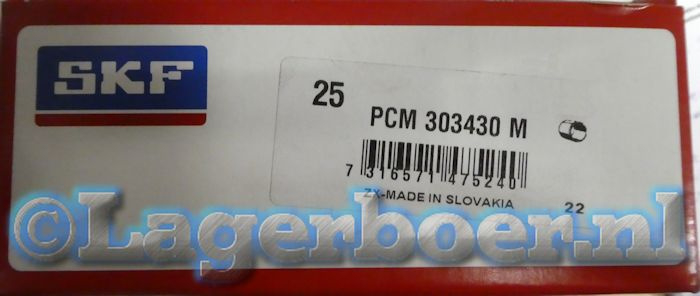 SKF
25
PCM 303430 M
7 316571 475240
ZX-MADE IN SLOVAKIA
22
©Lagerboer.nl